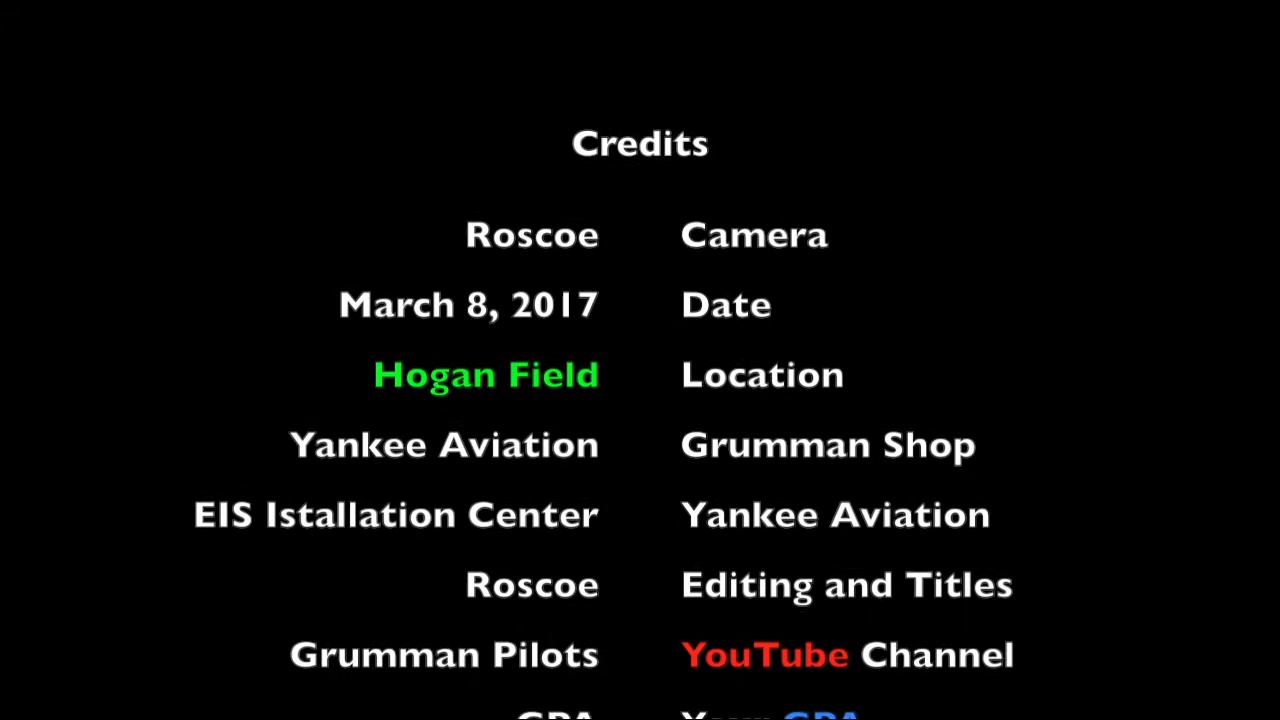 Credits
Roscoe Camera
March 8, 2017 Date
Hogan Field Location
Yankee Aviation Grumman Shop
EIS Istallation Center Yankee Aviation
Roscoe Editing and Titles
Grumman Pilots YouTube Channel